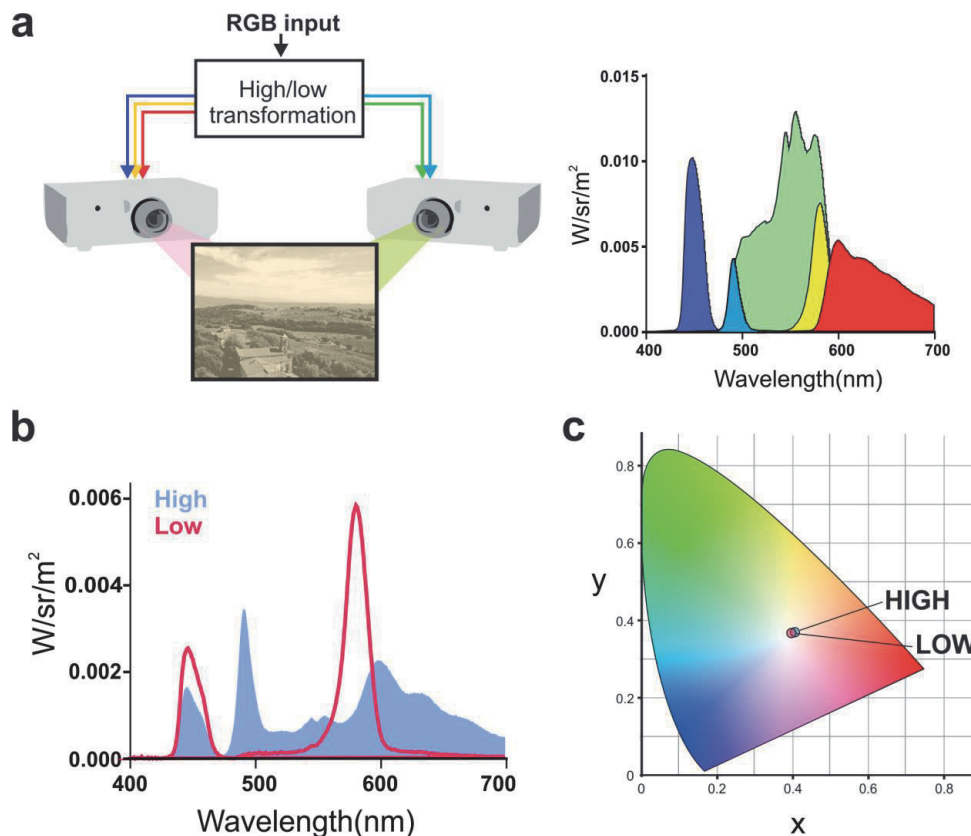 a
RGB input
High/low
transformation
0.015
0.010
0.005
0.000
W/sr/m²
400 500 600 700
Wavelength(nm)
b
High
Low
0.006
0.004
0.002
0.000
W/sr/m²
400 500 600 700
Wavelength(nm)
c
0.8
0.6
0.4
0.2
0
y
HIGH
LOW
0 0.2 0.4 0.6 0.8
x